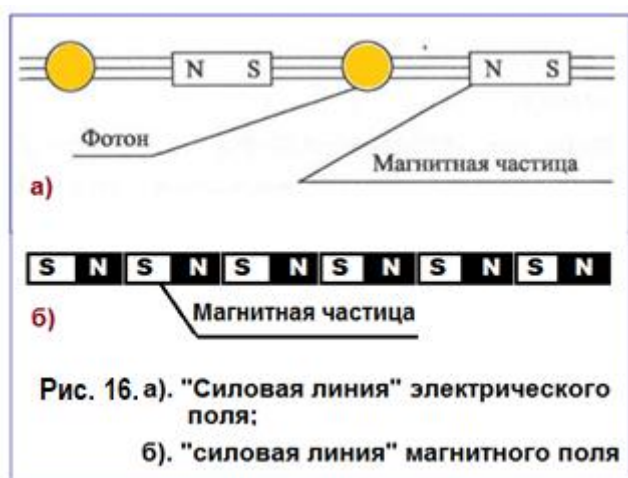 N S N S
Фотон
Магнитная частица
а)
S N S N S N S N S N S N
Магнитная частица
б)
Рис. 16. а). "Силовая линия" электрического
поля;
б). "силовая линия" магнитного поля